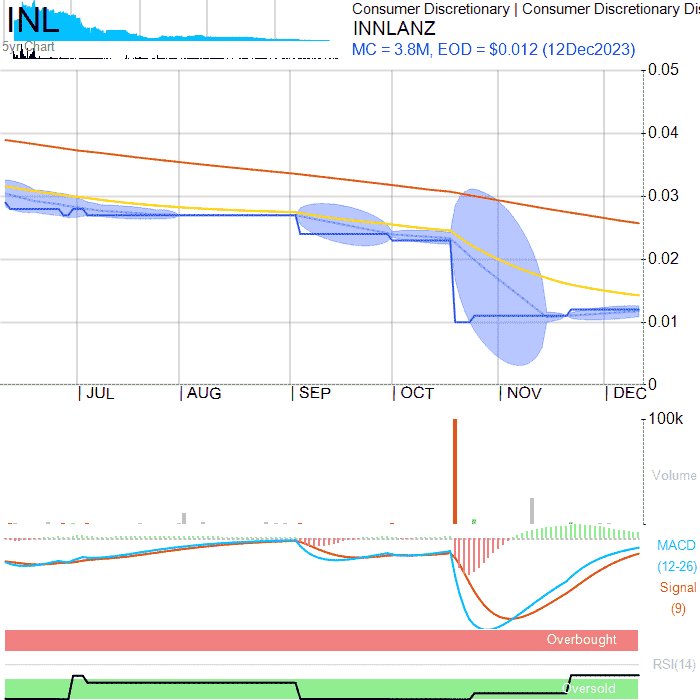 INL
5yr Chart
Consumer Discretionary | Consumer Discretionary Dis
INNLANZ
MC = 3.8M, EOD = $0.012 (12Dec2023)
0.05
0.04
0.03
0.02
0.01
0
| JUL | AUG | SEP | OCT | NOV | DEC
100k
Volume
MACD
(12-26)
Signal
(9)
Overbought
RSI(14)
Oversold